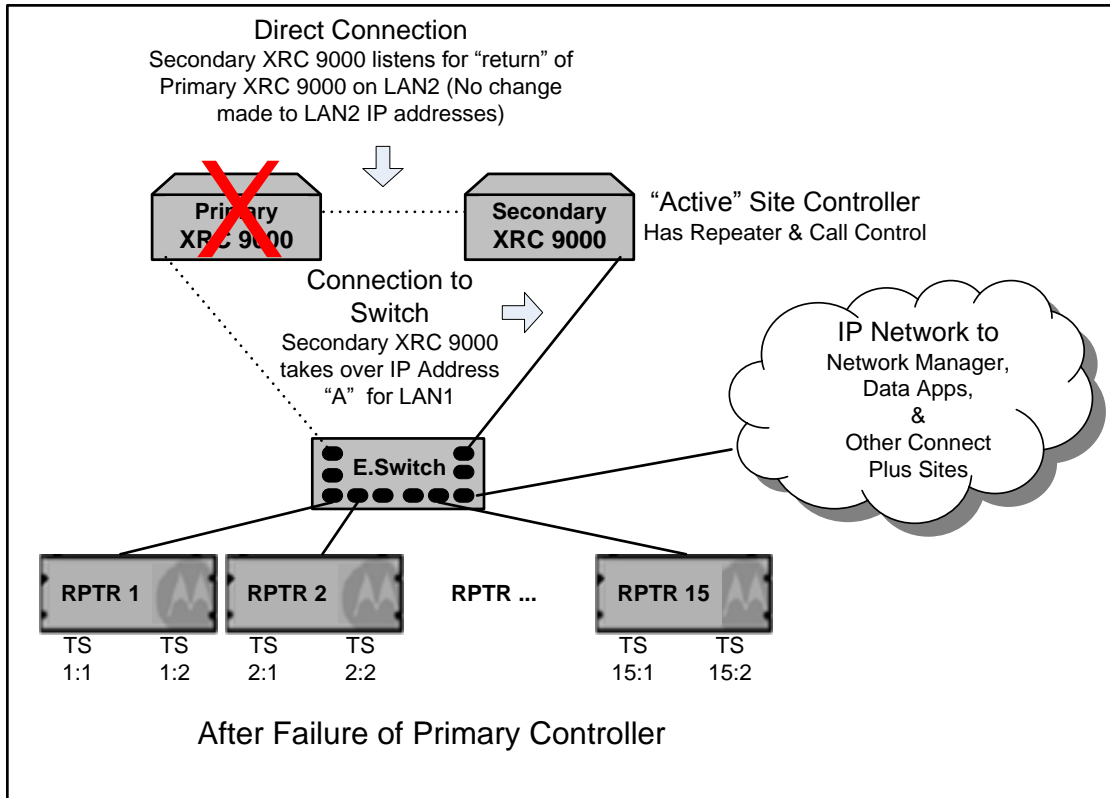 Direct Connection
Secondary XRC 9000 listens for “return” of
Primary XRC 9000 on LAN2 (No change
made to LAN2 IP addresses)
Primary
XRC 9000
Secondary
XRC 9000
“Active” Site Controller
Has Repeater & Call Control
Connection to
Switch
Secondary XRC 9000
takes over IP Address
“A” for LAN1
IP Network to
Network Manager,
Data Apps,
&
Other Connect
Plus Sites
E.Switch
RPTR 1
RPTR 2
RPTR ...
RPTR 15
TS
1:1
TS
1:2
TS
2:1
TS
2:2
TS
15:1
TS
15:2
After Failure of Primary Controller